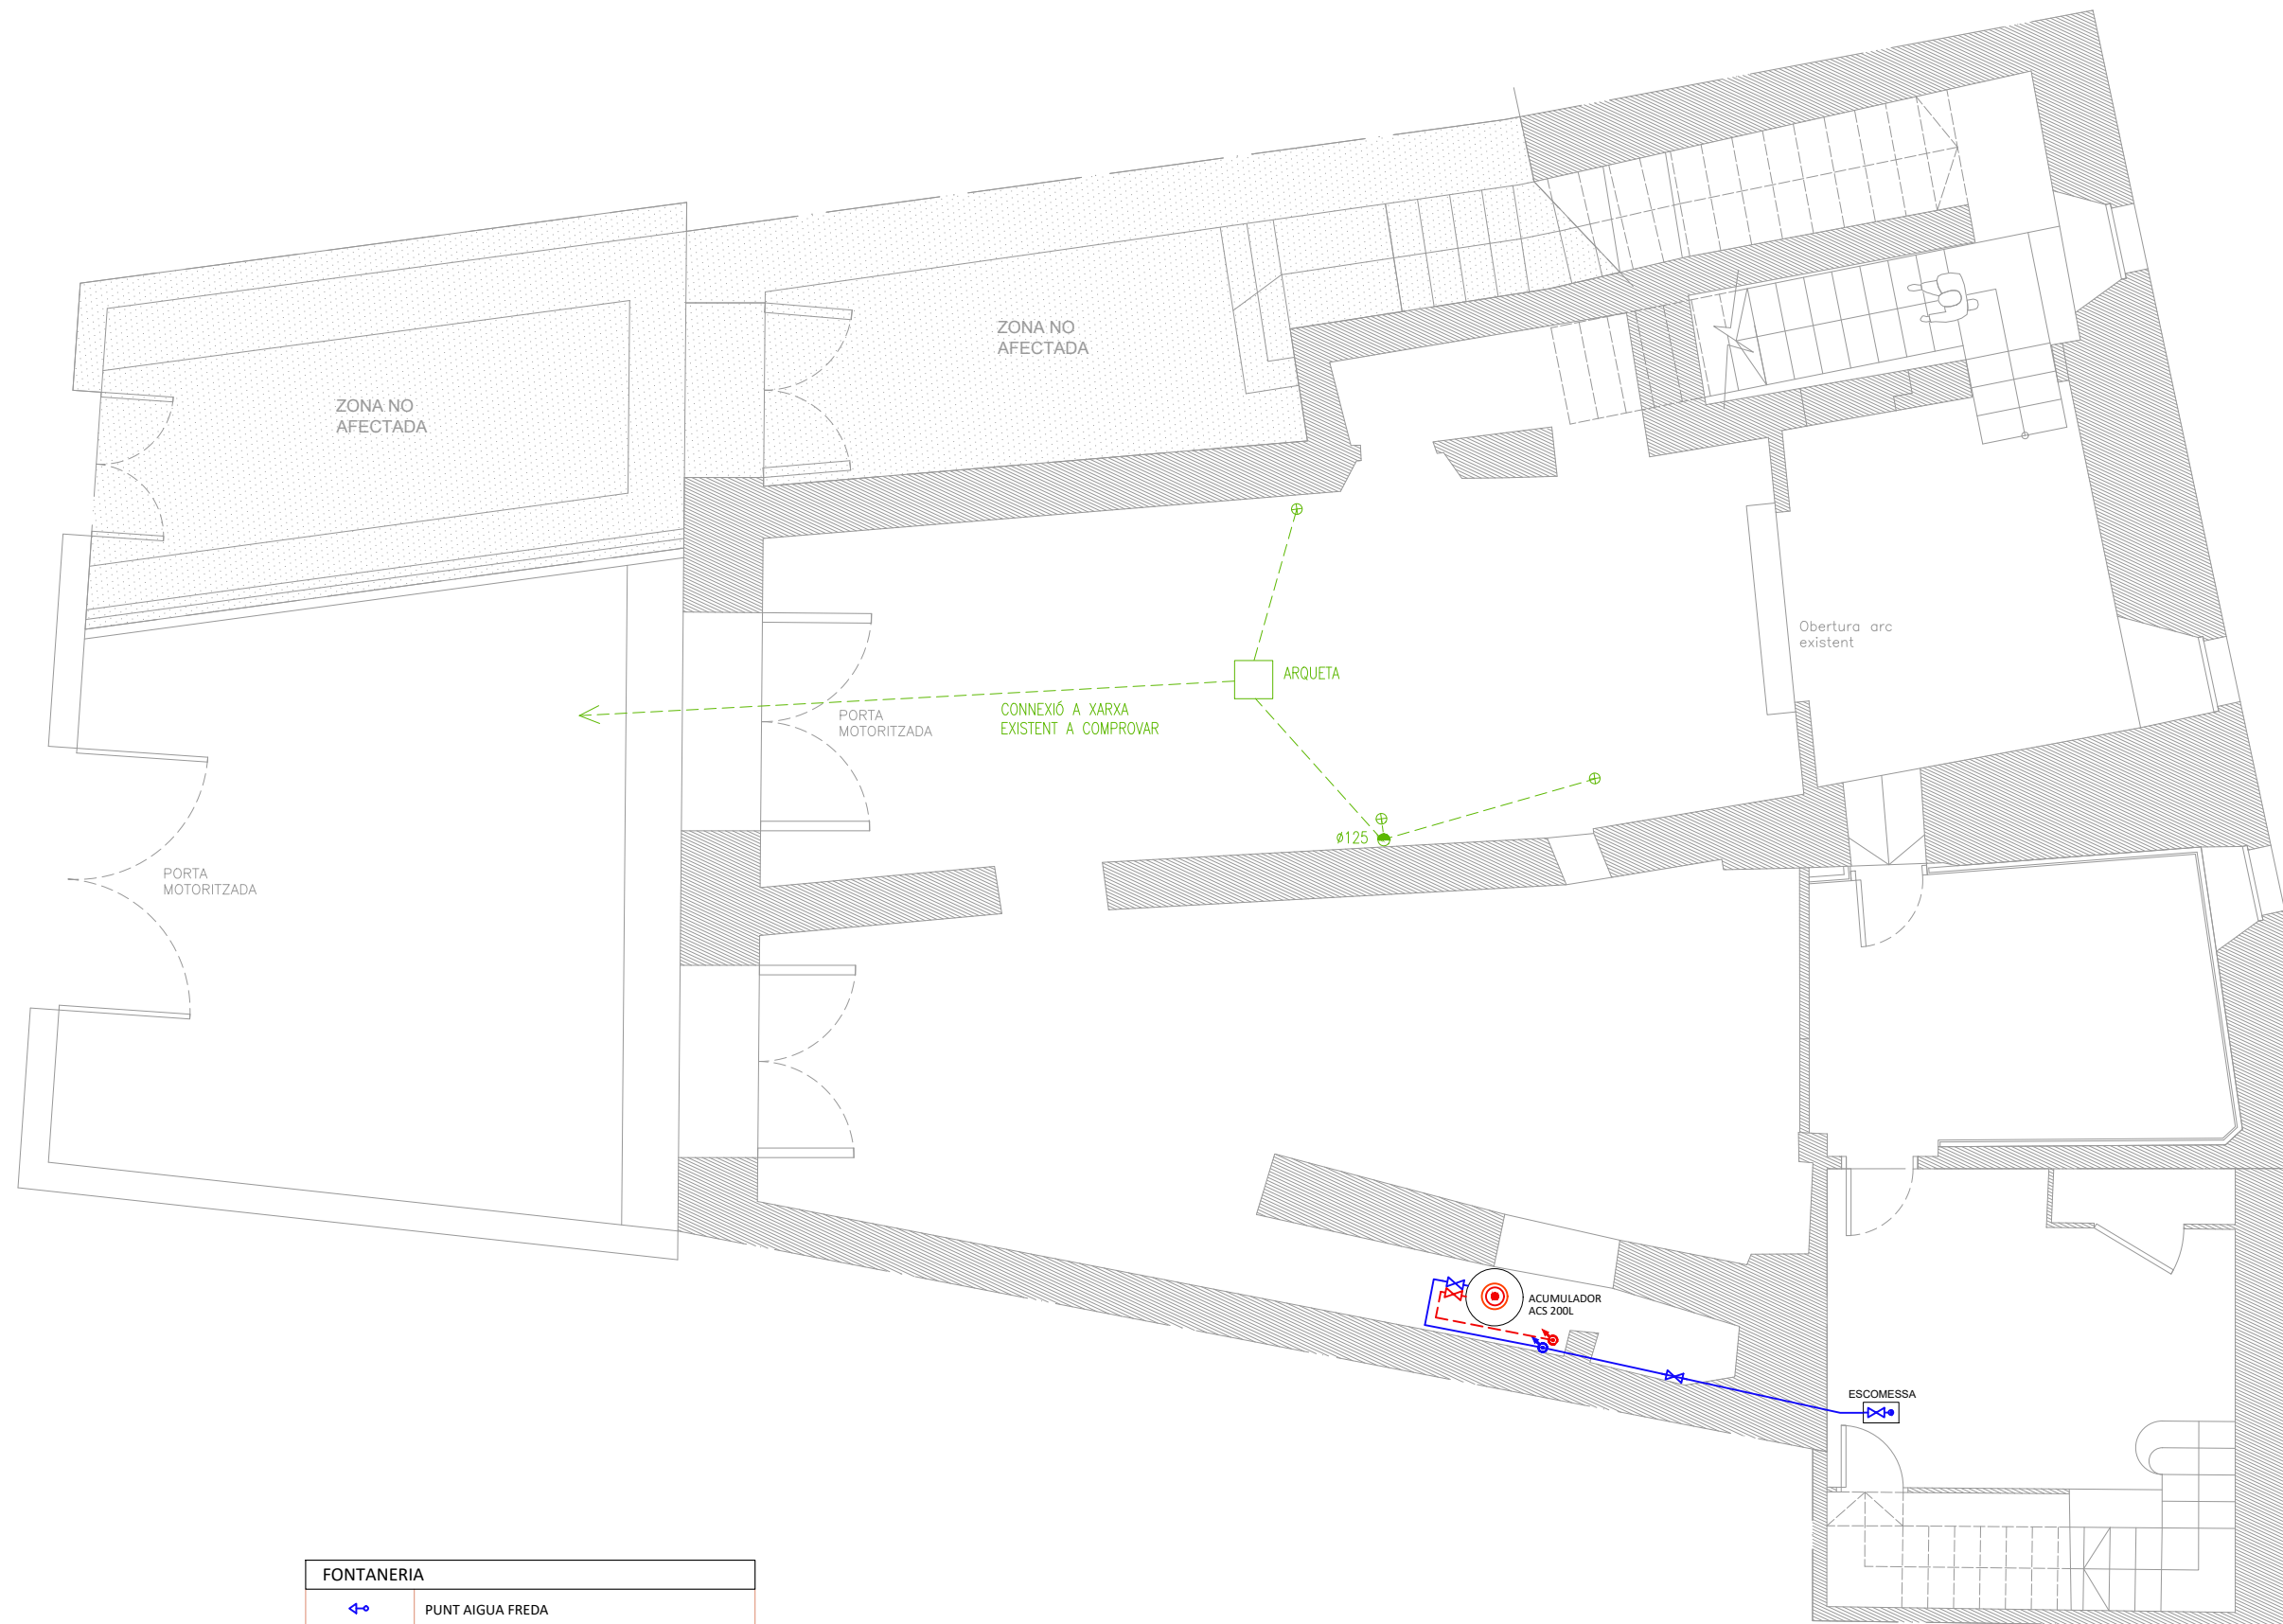 ZONA NO
AFECTADA
ZONA NO
AFECTADA
Obertura arc
existent
ARQUETA
CONNEXIÓ A XARXA
EXISTENT A COMPROVAR
PORTA
MOTORITZADA
ø125
PORTA
MOTORITZADA
ACUMULADOR
ACS 200L
ESCOMESSA
FONTANERIA
PUNT AIGUA FREDA